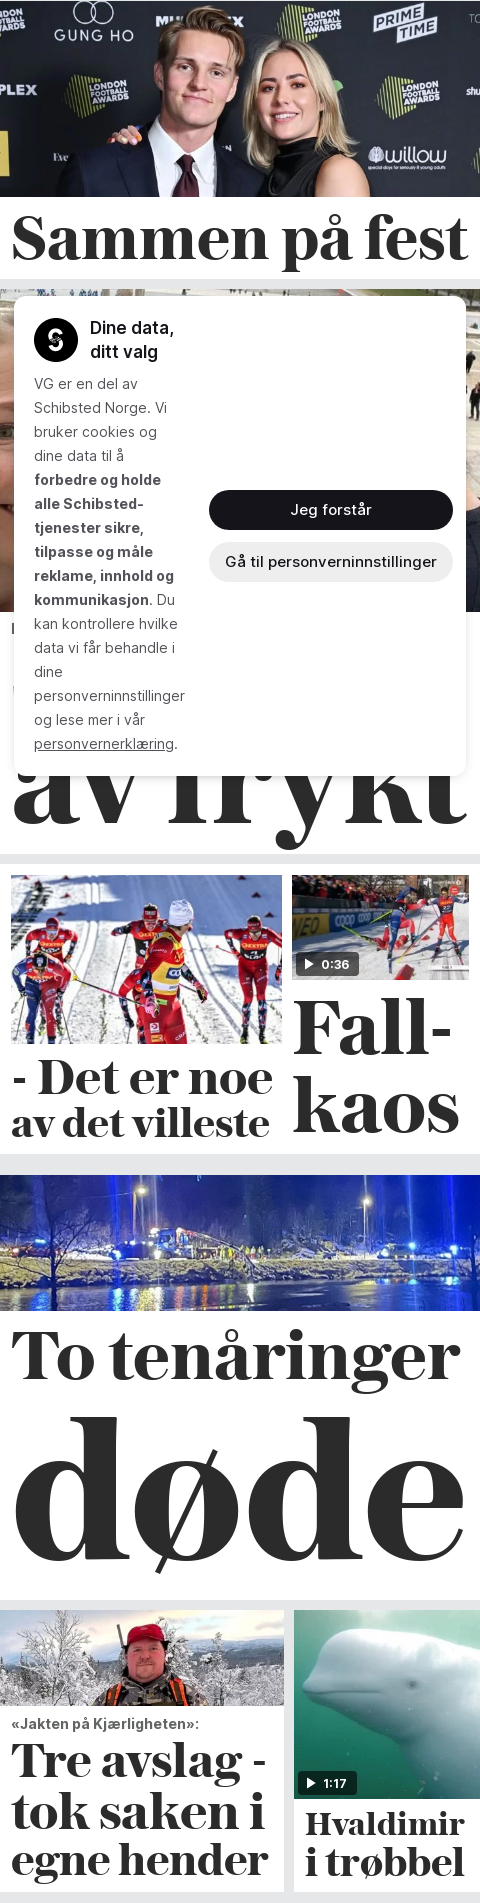 LONDON
FOOTBALL
AWARDS
PRIME
TIME
GUNG HO
PLEX
LONDON
FOOTBALL
AWARDS
LONDON
FOOTBALL
AWARDS
Eve
willow
Sammen på fest
Dine data,
ditt valg
VG er en del av
Schibsted Norge. Vi
bruker cookies og
dine data til å
forbedre og holde
alle Schibsted-
tjenester sikre,
tilpasse og måle
reklame, innhold og
kommunikasjon. Du
kan kontrollere hvilke
data vi får behandle i
dine
personverninnstillinger
og lese mer i vår
personvernerklæring.
Jeg forstår
Gå til personverninnstillinger
av frykt
0:36
- Det er noe
av det villeste
Fall-
kaos
To tenåringer
døde
«Jakten på Kjærligheten»:
Tre avslag -
tok saken i
egne hender
1:17
Hvaldimir
i trøbbel